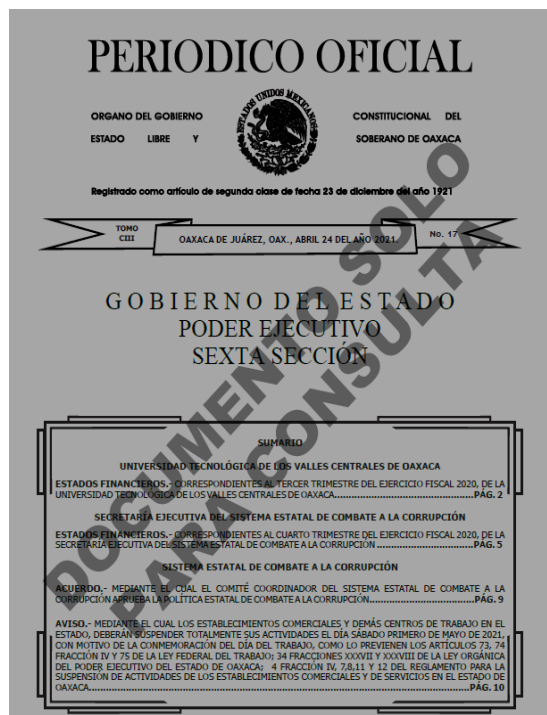 PERIODICO OFICIAL
ORGANO DEL GOBIERNO CONSTITUCIONAL DEL
ESTADO LIBRE Y SOBERANO DE OAXACA
ESTADOS UNIDOS MEXICANOS
Registrado como artículo de segunda clase de fecha 23 de diciembre del año 1921
TOMO
CIII
OAXACA DE JUÁREZ, OAX., ABRIL 24 DEL AÑO 2021.
No. 17
GOBIERNO DEL ESTADO
PODER EJECUTIVO
SEXTA SECCIÓN
DOCUMENTO SOLO
PARA CONSULTA
SUMARIO
UNIVERSIDAD TECNOLÓGICA DE LOS VALLES CENTRALES DE OAXACA
ESTADOS FINANCIEROS.- CORRESPONDIENTES AL TERCER TRIMESTRE DEL EJERCICIO FISCAL 2020, DE LA
UNIVERSIDAD TECNOLÓGICA DE LOS VALLES CENTRALES DE OAXACA..................................................PÁG. 2
SECRETARÍA EJECUTIVA DEL SISTEMA ESTATAL DE COMBATE A LA CORRUPCIÓN
ESTADOS FINANCIEROS.- CORRESPONDIENTES AL CUARTO TRIMESTRE DEL EJERCICIO FISCAL 2020, DE LA
SECRETARÍA EJECUTIVA DEL SISTEMA ESTATAL DE COMBATE A LA CORRUPCIÓN ...................................PÁG. 5
SISTEMA ESTATAL DE COMBATE A LA CORRUPCIÓN
ACUERDO.- MEDIANTE EL CUAL EL COMITÉ COORDINADOR DEL SISTEMA ESTATAL DE COMBATE A LA
CORRUPCIÓN APRUEBA LA POLÍTICA ESTATAL DE COMBATE A LA CORRUPCIÓN.....................................PÁG. 9
AVISO.- MEDIANTE EL CUAL LOS ESTABLECIMIENTOS COMERCIALES Y DEMÁS CENTROS DE TRABAJO EN EL
ESTADO, DEBERÁN SUSPENDER TOTALMENTE SUS ACTIVIDADES EL DÍA SÁBADO PRIMERO DE MAYO DE 2021,
CON MOTIVO DE LA CONMEMORACIÓN DEL DÍA DEL TRABAJO, COMO LO PREVIENEN LOS ARTÍCULOS 73, 74
FRACCIÓN IV Y 75 DE LA LEY FEDERAL DEL TRABAJO; 34 FRACCIONES XXXVII Y XXXVIII DE LA LEY ORGÁNICA
DEL PODER EJECUTIVO DEL ESTADO DE OAXACA; 4 FRACCIÓN IV, 7,8,11 Y 12 DEL REGLAMENTO PARA LA
SUSPENSIÓN DE ACTIVIDADES DE LOS ESTABLECIMIENTOS COMERCIALES Y DE SERVICIOS EN EL ESTADO DE
OAXACA.......................................................................................................PÁG. 10